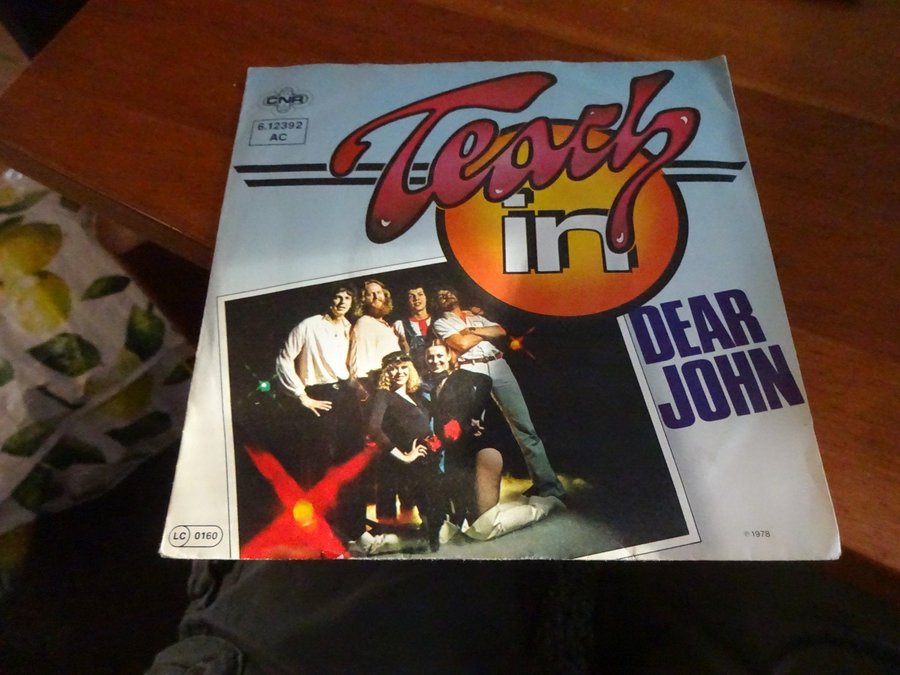 CNR
6.12392
AC
Teach
in
DEAR
JOHN
LC 0160
℗ 1978